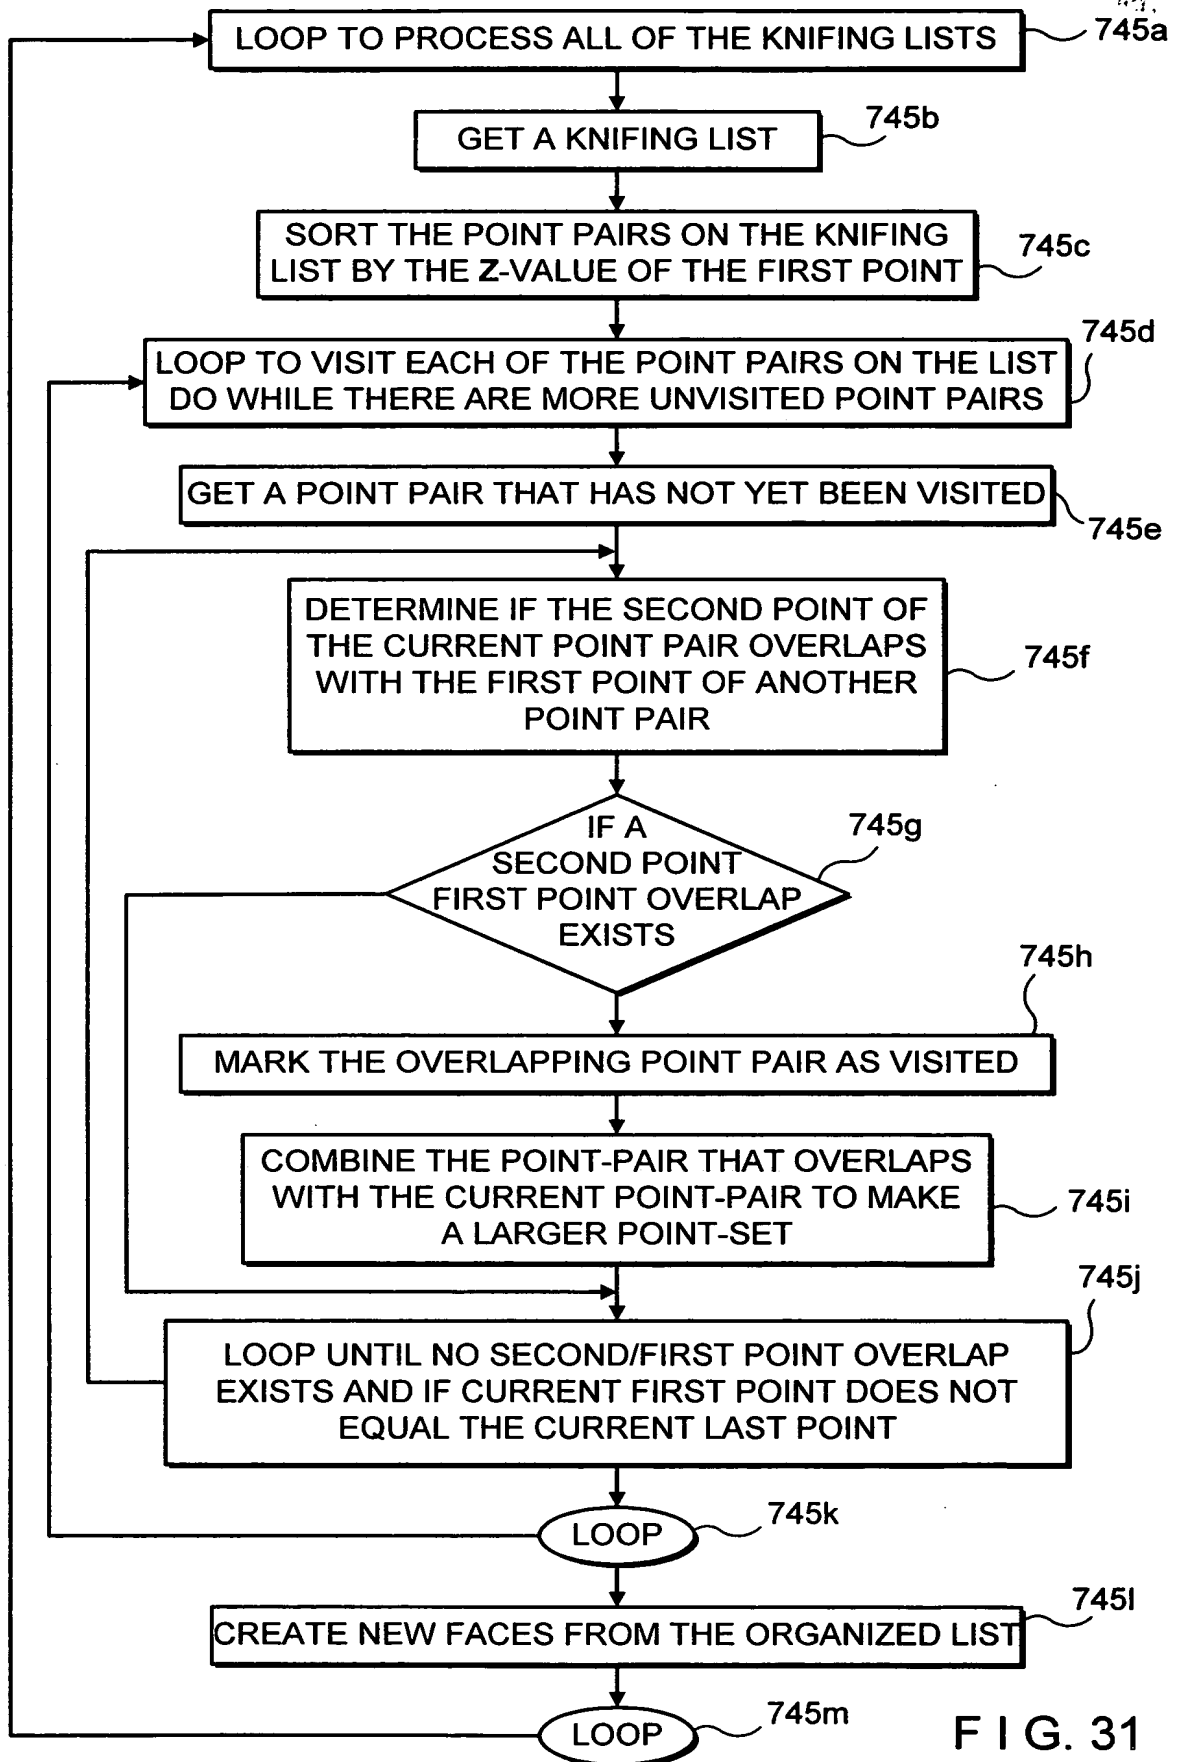 LOOP TO PROCESS ALL OF THE KNIFING LISTS
745a
GET A KNIFING LIST
745b
SORT THE POINT PAIRS ON THE KNIFING
LIST BY THE Z-VALUE OF THE FIRST POINT
745c
LOOP TO VISIT EACH OF THE POINT PAIRS ON THE LIST
DO WHILE THERE ARE MORE UNVISITED POINT PAIRS
745d
GET A POINT PAIR THAT HAS NOT YET BEEN VISITED
745e
DETERMINE IF THE SECOND POINT OF
THE CURRENT POINT PAIR OVERLAPS
WITH THE FIRST POINT OF ANOTHER
POINT PAIR
745f
IF A
SECOND POINT
FIRST POINT OVERLAP
EXISTS
745g
MARK THE OVERLAPPING POINT PAIR AS VISITED
745h
COMBINE THE POINT-PAIR THAT OVERLAPS
WITH THE CURRENT POINT-PAIR TO MAKE
A LARGER POINT-SET
745i
LOOP UNTIL NO SECOND/FIRST POINT OVERLAP
EXISTS AND IF CURRENT FIRST POINT DOES NOT
EQUAL THE CURRENT LAST POINT
745j
LOOP
745k
CREATE NEW FACES FROM THE ORGANIZED LIST
745l
LOOP
745m
FIG. 31